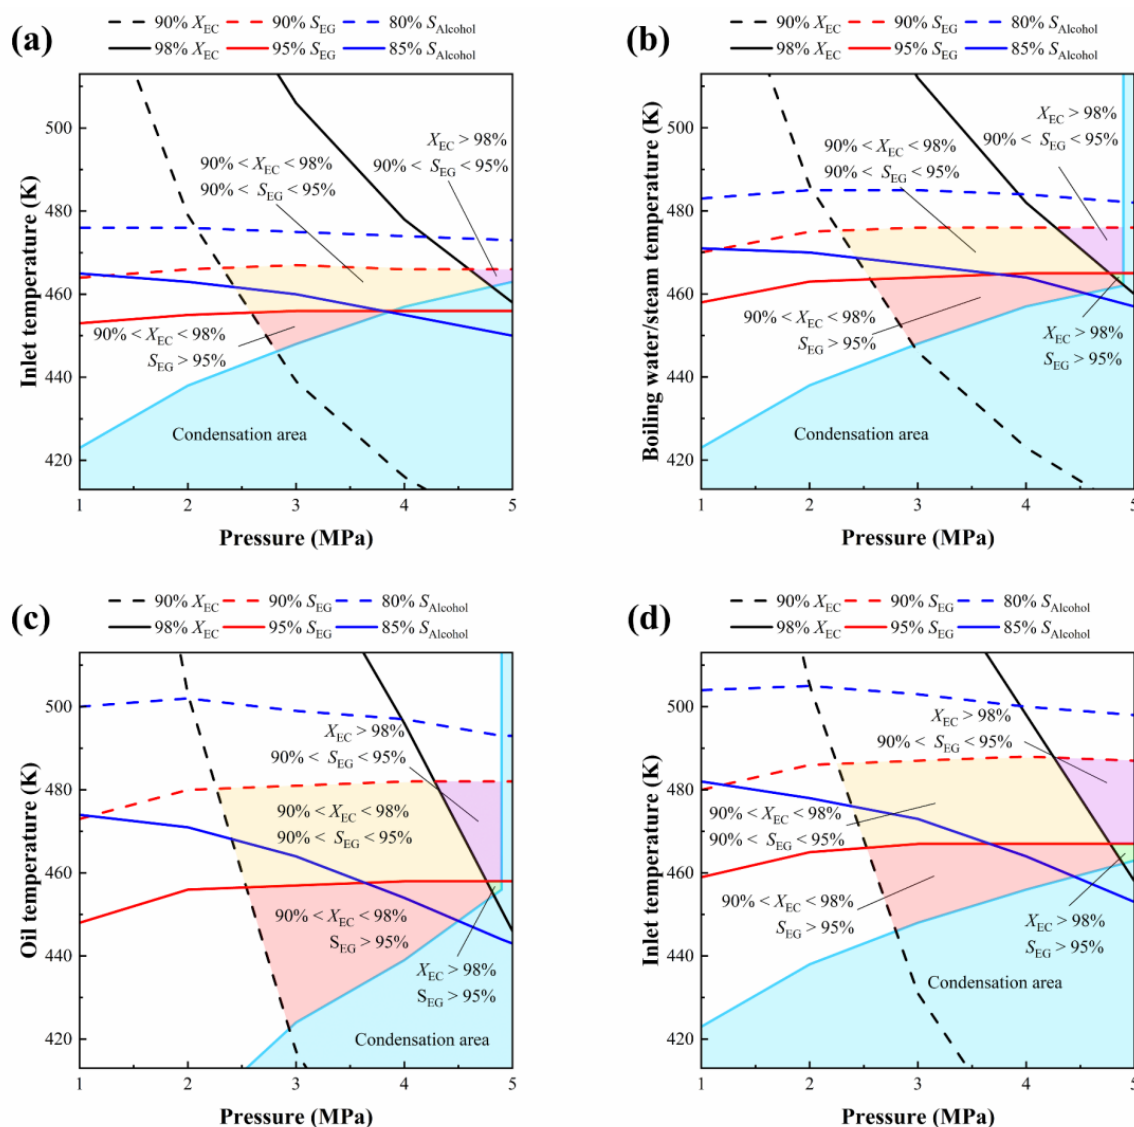 (a)
90% XEC 90% SEG 80% SAlcohol
98% XEC 95% SEG 85% SAlcohol
Inlet temperature (K)
500
480
460
440
420
XEC > 98%
90% < SEG < 95%
90% < XEC < 98%
90% < SEG < 95%
90% < XEC < 98%
SEG > 95%
Condensation area
1 2 3 4 5
Pressure (MPa)
(b)
90% XEC 90% SEG 80% SAlcohol
98% XEC 95% SEG 85% SAlcohol
Boiling water/steam temperature (K)
500
480
460
440
420
XEC > 98%
90% < SEG < 95%
90% < XEC < 98%
90% < SEG < 95%
90% < XEC < 98%
SEG > 95%
XEC > 98%
SEG > 95%
Condensation area
1 2 3 4 5
Pressure (MPa)
(c)
90% XEC 90% SEG 80% SAlcohol
98% XEC 95% SEG 85% SAlcohol
Oil temperature (K)
500
480
460
440
420
XEC > 98%
90% < SEG < 95%
90% < XEC < 98%
90% < SEG < 95%
90% < XEC < 98%
SEG > 95%
XEC > 98%
SEG > 95%
Condensation area
1 2 3 4 5
Pressure (MPa)
(d)
90% XEC 90% SEG 80% SAlcohol
98% XEC 95% SEG 85% SAlcohol
Inlet temperature (K)
500
480
460
440
420
XEC > 98%
90% < SEG < 95%
90% < XEC < 98%
90% < SEG < 95%
90% < XEC < 98%
SEG > 95%
XEC > 98%
SEG > 95%
Condensation area
1 2 3 4 5
Pressure (MPa)